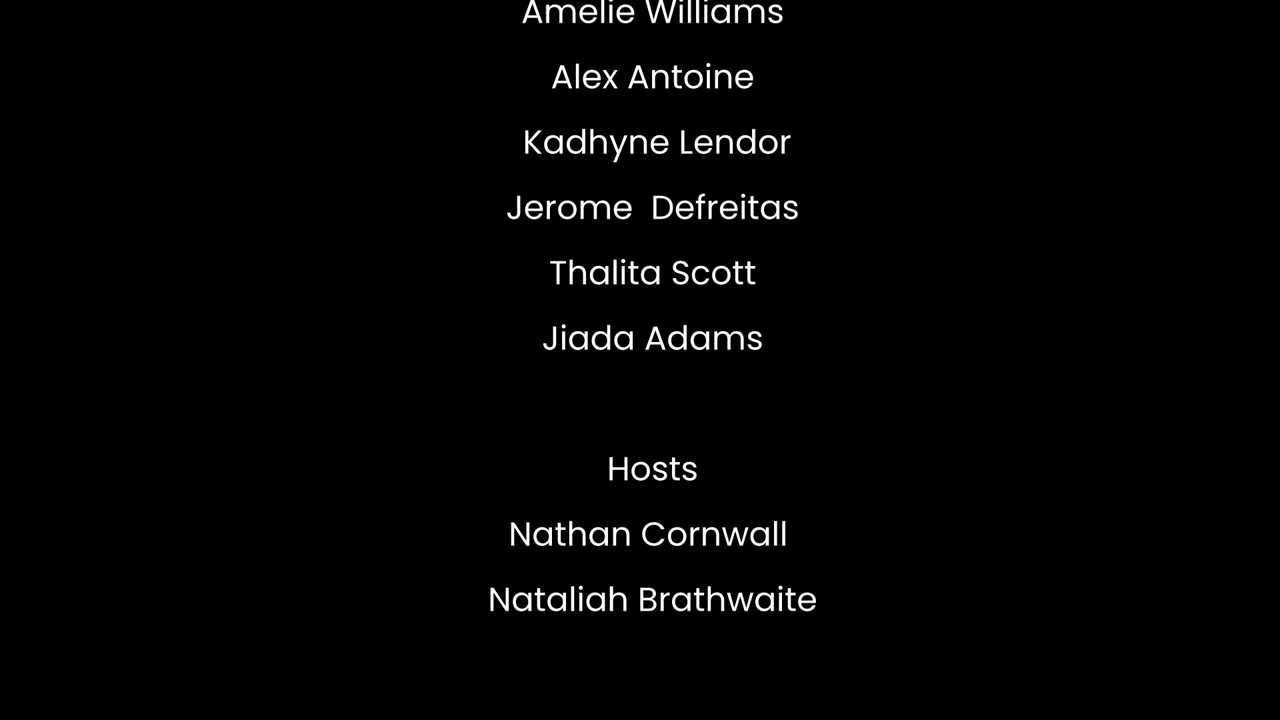 Amelie Williams
Alex Antoine
Kadhyne Lendor
Jerome  Defreitas
Thalita Scott
Jiada Adams
Hosts
Nathan Cornwall
Nataliah Brathwaite